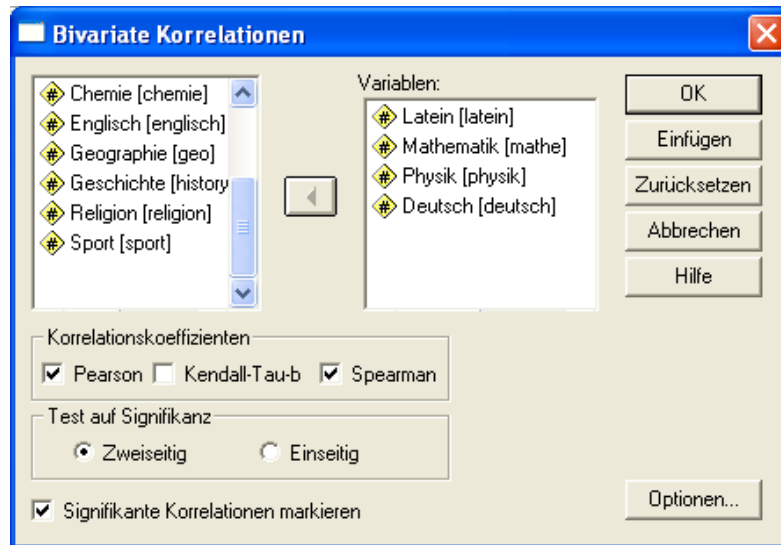 Bivariate Korrelationen
Chemie [chemie]
Englisch [englisch]
Geographie [geo]
Geschichte [history
Religion [religion]
Sport [sport]
Variablen:
Latein [latein]
Mathematik [mathe]
Physik [physik]
Deutsch [deutsch]
OK
Einfügen
Zurücksetzen
Abbrechen
Hilfe
Korrelationskoeffizienten
Pearson Kendall-Tau-b Spearman
Test auf Signifikanz
Zweiseitig Einseitig
Signifikante Korrelationen markieren
Optionen...